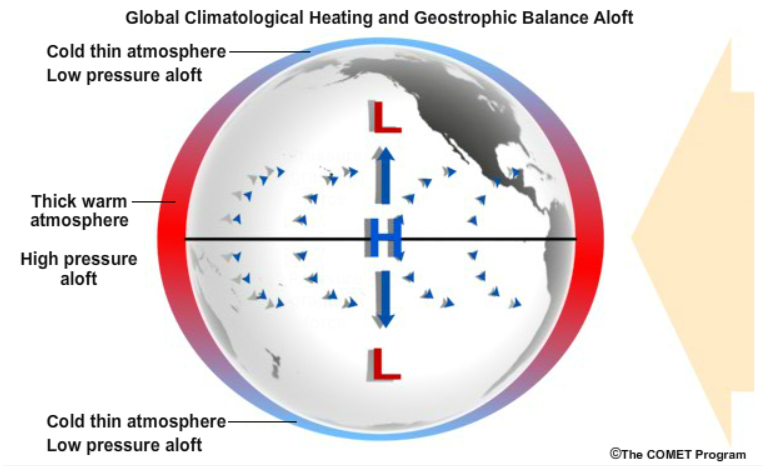 Global Climatological Heating and Geostrophic Balance Aloft
Cold thin atmosphere
Low pressure aloft
L
Thick warm
atmosphere
H
High pressure
aloft
L
Cold thin atmosphere
Low pressure aloft
©The COMET Program